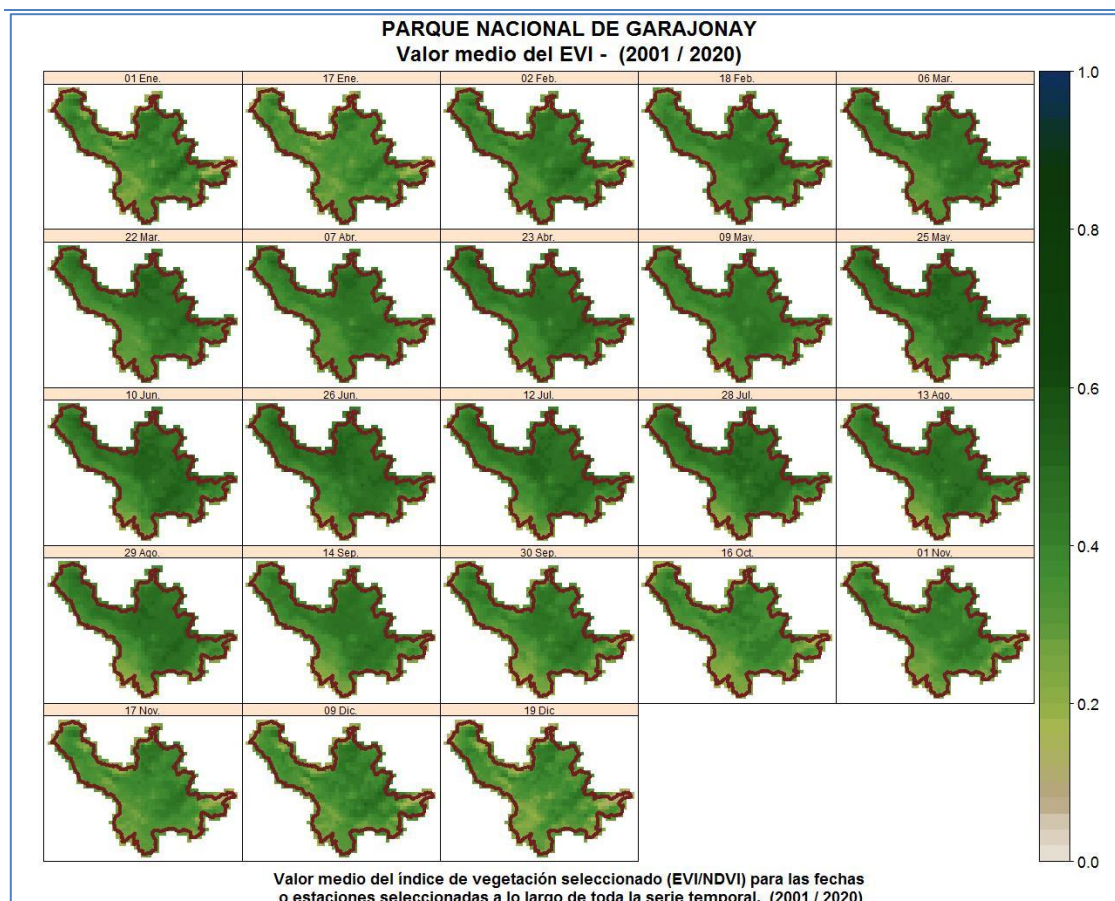 PARQUE NACIONAL DE GARAJONAY
Valor medio del EVI - (2001 / 2020)
01 Ene.
17 Ene.
02 Feb.
18 Feb.
06 Mar.
22 Mar.
07 Abr.
23 Abr.
09 May.
25 May.
10 Jun.
26 Jun.
12 Jul.
28 Jul.
13 Ago.
29 Ago.
14 Sep.
30 Sep.
16 Oct.
01 Nov.
17 Nov.
09 Dic.
19 Dic
1.0
0.8
0.6
0.4
0.2
0.0
Valor medio del índice de vegetación seleccionado (EVI/NDVI) para las fechas
o estaciones seleccionadas a lo largo de toda la serie temporal. (2001 / 2020)